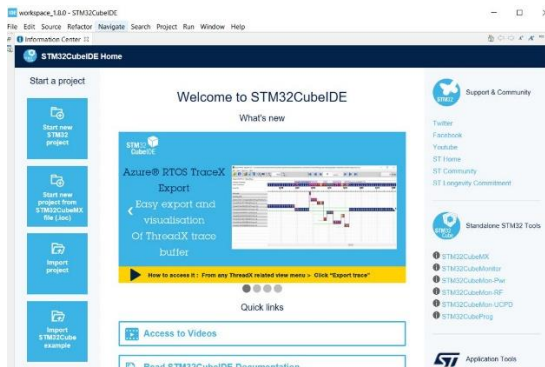 workspace_1.8.0 - STM32CubeIDE
File Edit Source Refactor Navigate Search Project Run Window Help
Information Center
STM32CubeIDE Home
Start a project
Start new
STM32
project
Start new
project from
STM32CubeMX
file (.ioc)
Import
project
Import
STM32Cube
example
Welcome to STM32CubeIDE
What's new
STM32
CubeIDE
Azure® RTOS TraceX
Export
Easy export and
visualisation
Of ThreadX trace
buffer
How to access it : From any ThreadX related view menu > Click "Export trace"
Quick links
Access to Videos
Read STM32CubeIDE Documentation
Support & Community
Twitter
Facebook
Youtube
ST Home
ST Community
ST Longevity Commitment
Standalone STM32 Tools
STM32CubeMX
STM32CubeMonitor
STM32CubeMon-Pwr
STM32CubeMon-RF
STM32CubeMon-UCPD
STM32CubeProg
Application Tools